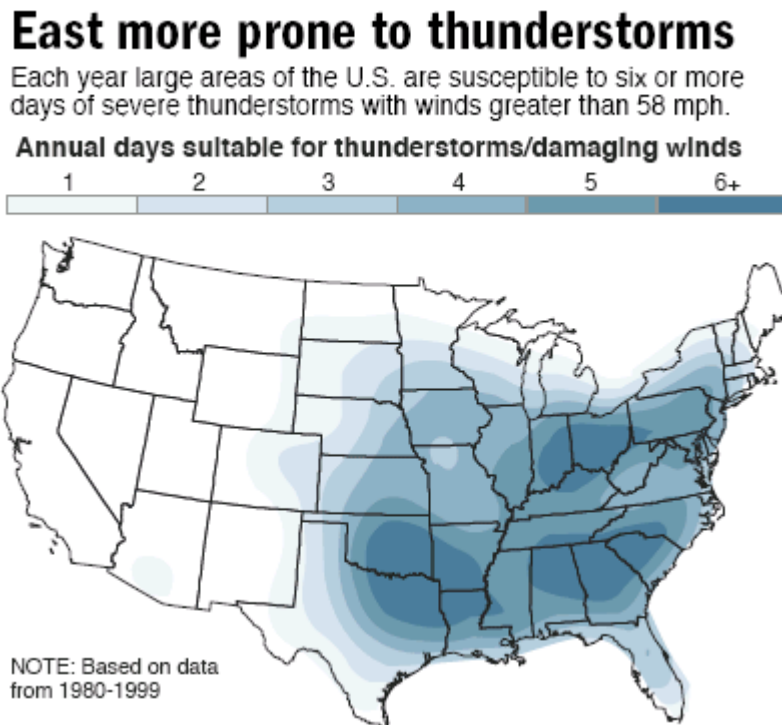 East more prone to thunderstorms
Each year large areas of the U.S. are susceptible to six or more
days of severe thunderstorms with winds greater than 58 mph.
Annual days suitable for thunderstorms/damaging winds
1 2 3 4 5 6+
NOTE: Based on data
from 1980-1999